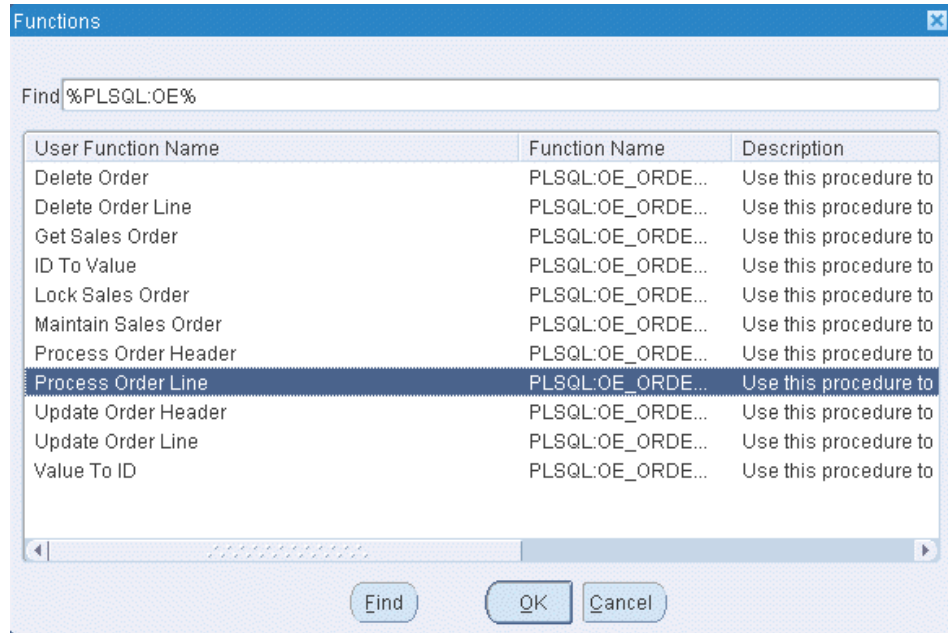 Functions
Find %PLSQL:OE%
User Function Name Function Name Description
Delete Order PLSQL:OE_ORDE... Use this procedure to
Delete Order Line PLSQL:OE_ORDE... Use this procedure to
Get Sales Order PLSQL:OE_ORDE... Use this procedure to
ID To Value PLSQL:OE_ORDE... Use this procedure to
Lock Sales Order PLSQL:OE_ORDE... Use this procedure to
Maintain Sales Order PLSQL:OE_ORDE... Use this procedure to
Process Order Header PLSQL:OE_ORDE... Use this procedure to
Process Order Line PLSQL:OE_ORDE... Use this procedure to
Update Order Header PLSQL:OE_ORDE... Use this procedure to
Update Order Line PLSQL:OE_ORDE... Use this procedure to
Value To ID PLSQL:OE_ORDE... Use this procedure to
Find OK Cancel